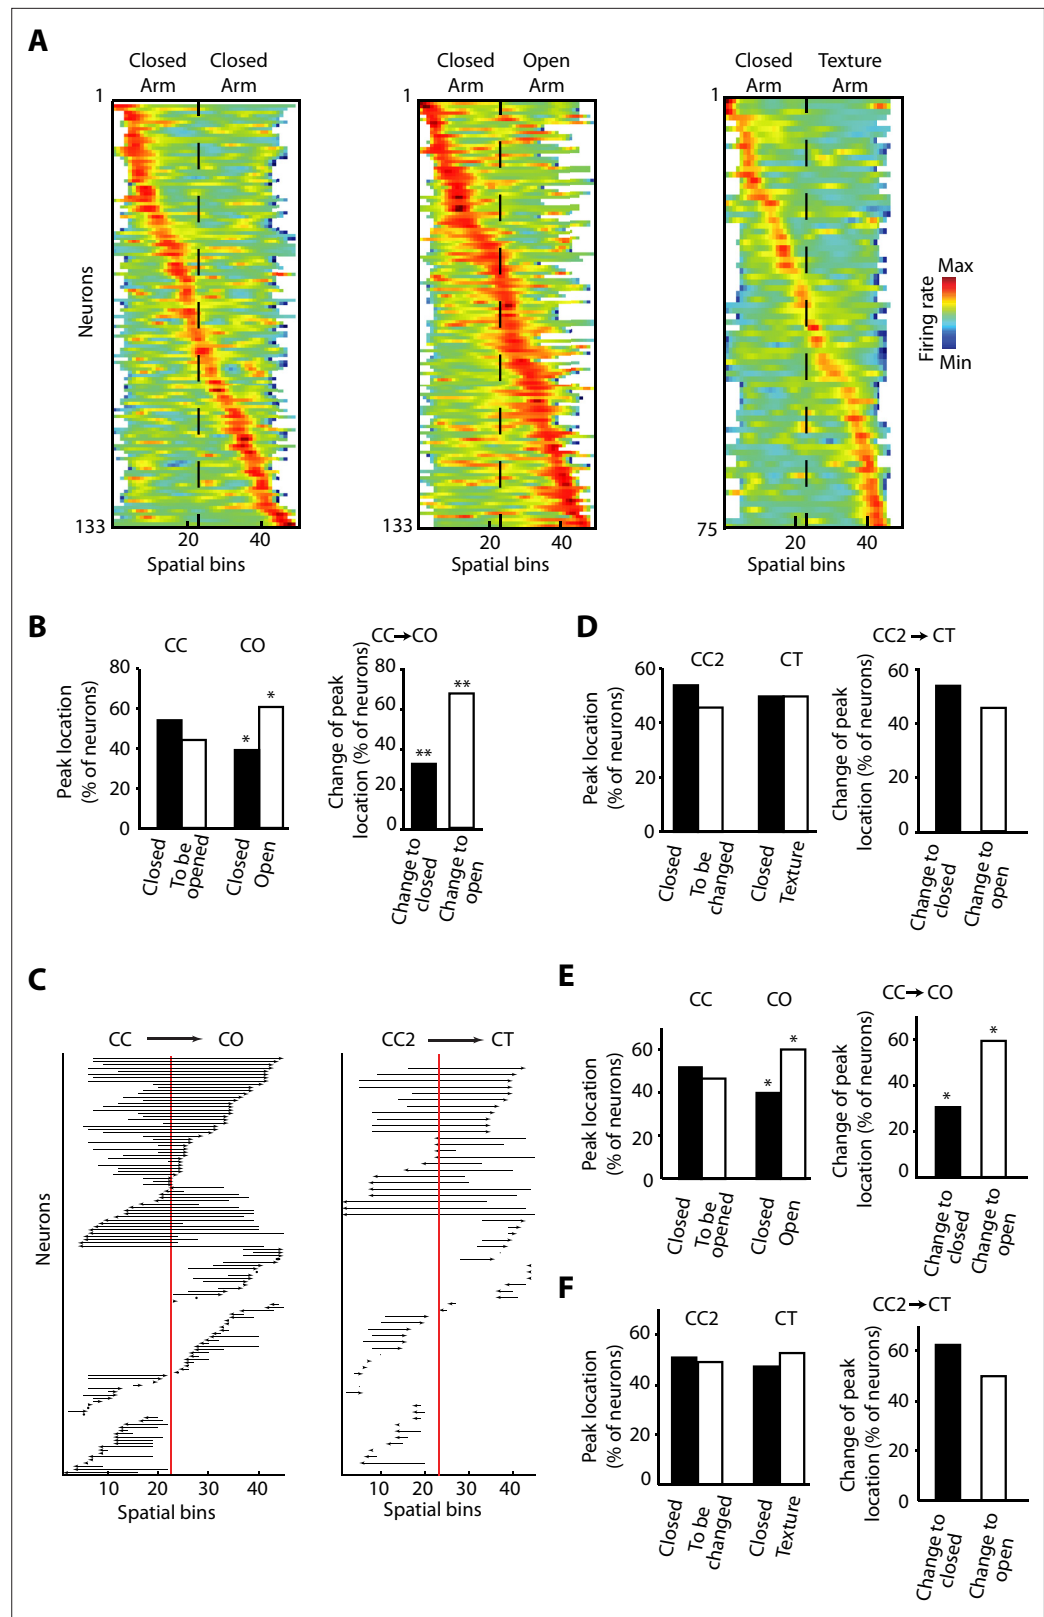 A
Closed Arm
Closed Arm
Closed Arm
Open Arm
Closed Arm
Texture Arm
1
133
Neurons
20 40
Spatial bins
1
133
20 40
Spatial bins
1
75
20 40
Spatial bins
Firing rate
Max
Min
B
CC CO
80
60
40
20
0
Peak location
(% of neurons)
*
*
Closed
To be
opened
Closed
Open
CC CO
80
60
40
20
0
Change of peak
location (% of neurons)
**
**
Change to
closed
Change to
open
D
CC2 CT
60
40
20
0
Peak location
(% of neurons)
Closed
To be
changed
Closed
Texture
CC2 CT
60
40
20
0
Change of peak
location (% of neurons)
Change to
closed
Change to
open
C
CC CO
Neurons
10 20 30 40
Spatial bins
CC2 CT
10 20 30 40
Spatial bins
E
CC CO
60
40
20
0
Peak location
(% of neurons)
*
*
Closed
To be
opened
Closed
Open
CC CO
60
40
20
0
Change of peak
location (% of neurons)
*
*
Change to
closed
Change to
open
F
CC2 CT
60
40
20
0
Peak location
(% of neurons)
Closed
To be
changed
Closed
Texture
CC2 CT
60
40
20
0
Change of peak
location (% of neurons)
Change to
closed
Change to
open